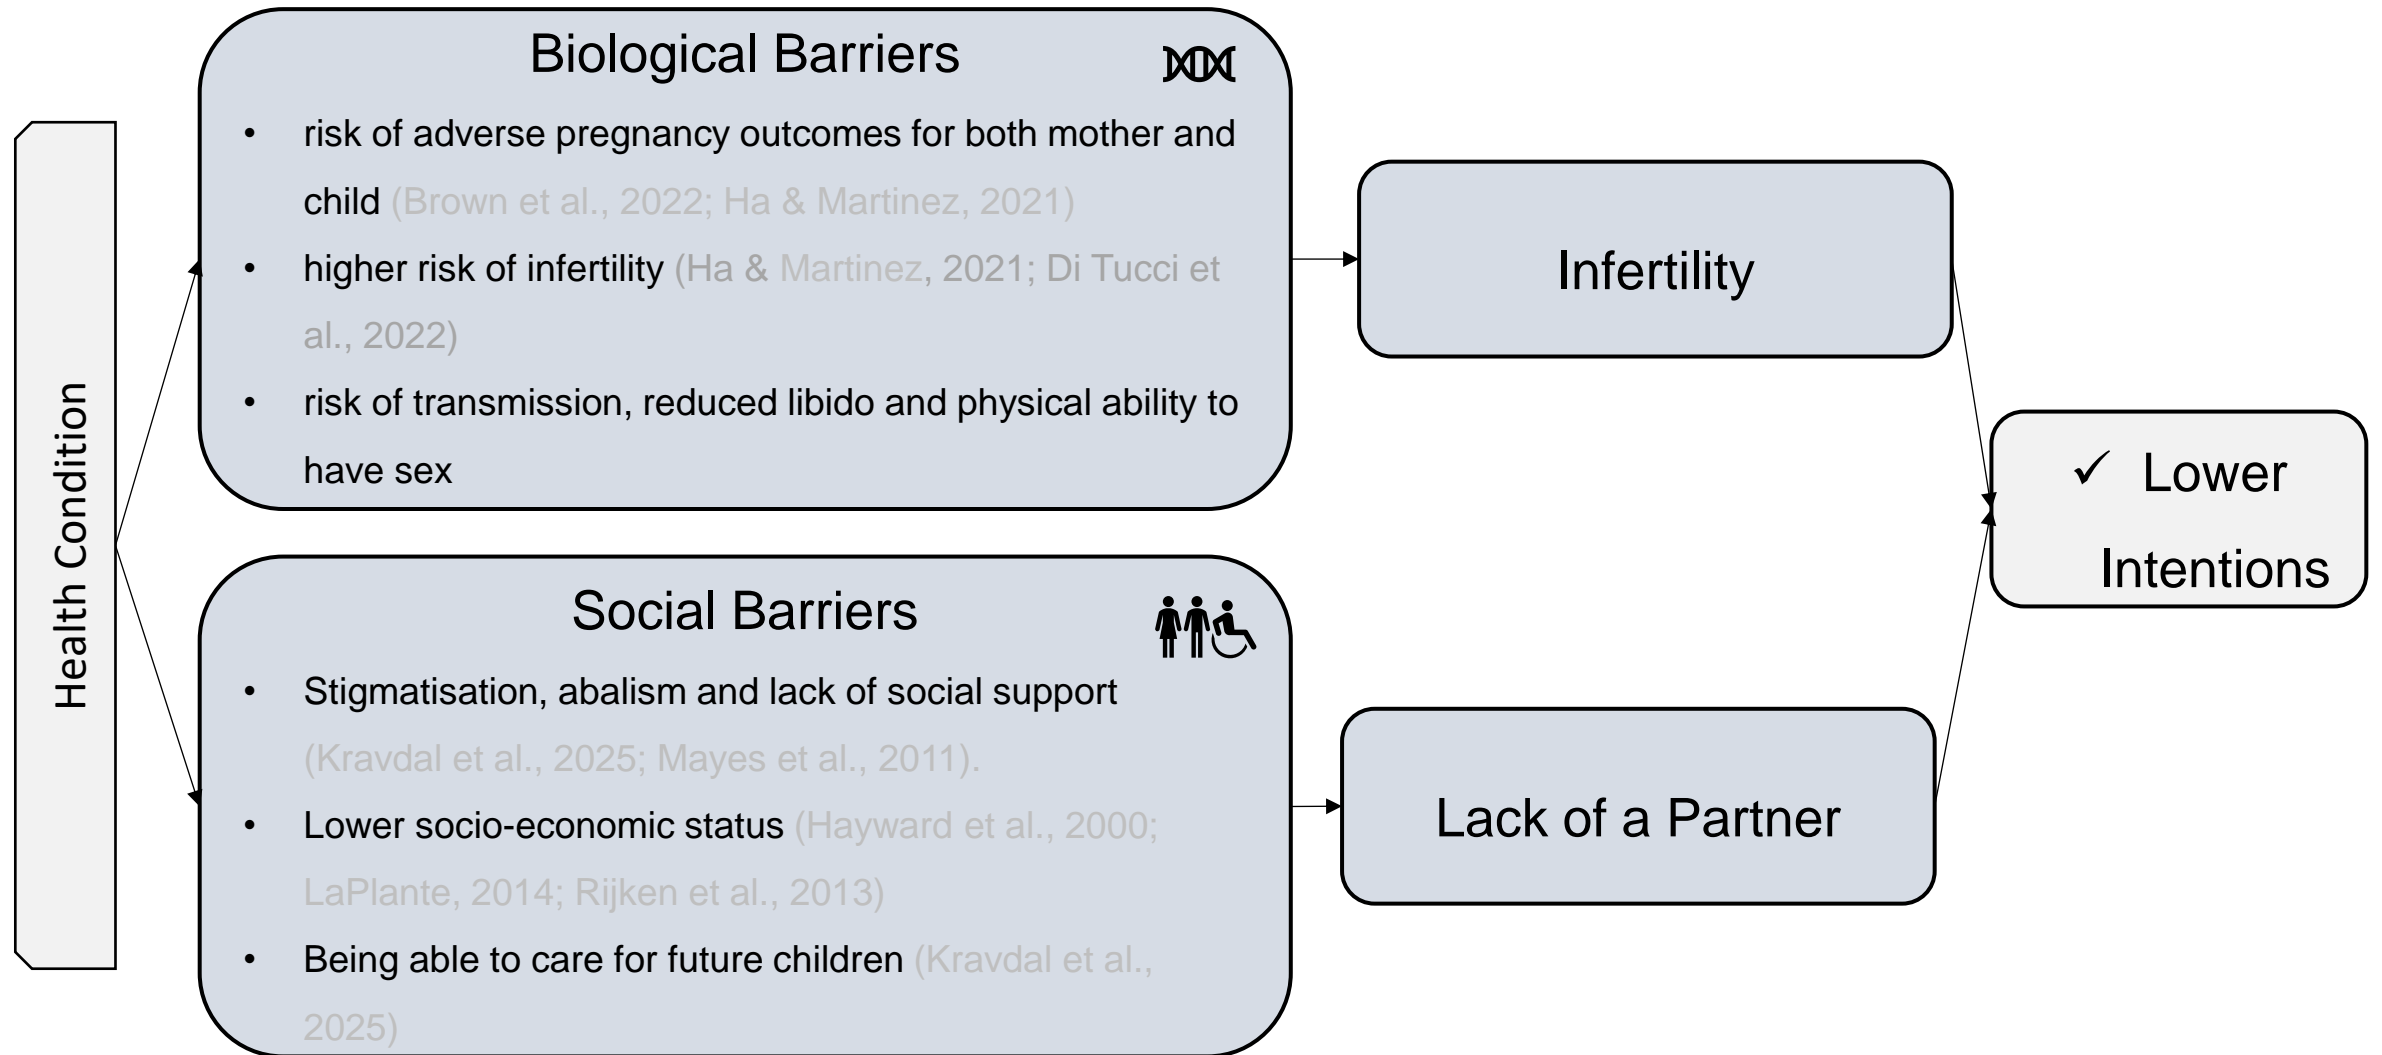 Health Condition
Biological Barriers
• risk of adverse pregnancy outcomes for both mother and
child (Brown et al., 2022; Ha & Martinez, 2021)
• higher risk of infertility (Ha & Martinez, 2021; Di Tucci et
al., 2022)
• risk of transmission, reduced libido and physical ability to
have sex
Social Barriers
• Stigmatisation, abalism and lack of social support
(Kravdal et al., 2025; Mayes et al., 2011).
• Lower socio-economic status (Hayward et al., 2000;
LaPlante, 2014; Rijken et al., 2013)
• Being able to care for future children (Kravdal et al.,
2025)
Infertility
Lack of a Partner
✓ Lower
Intentions